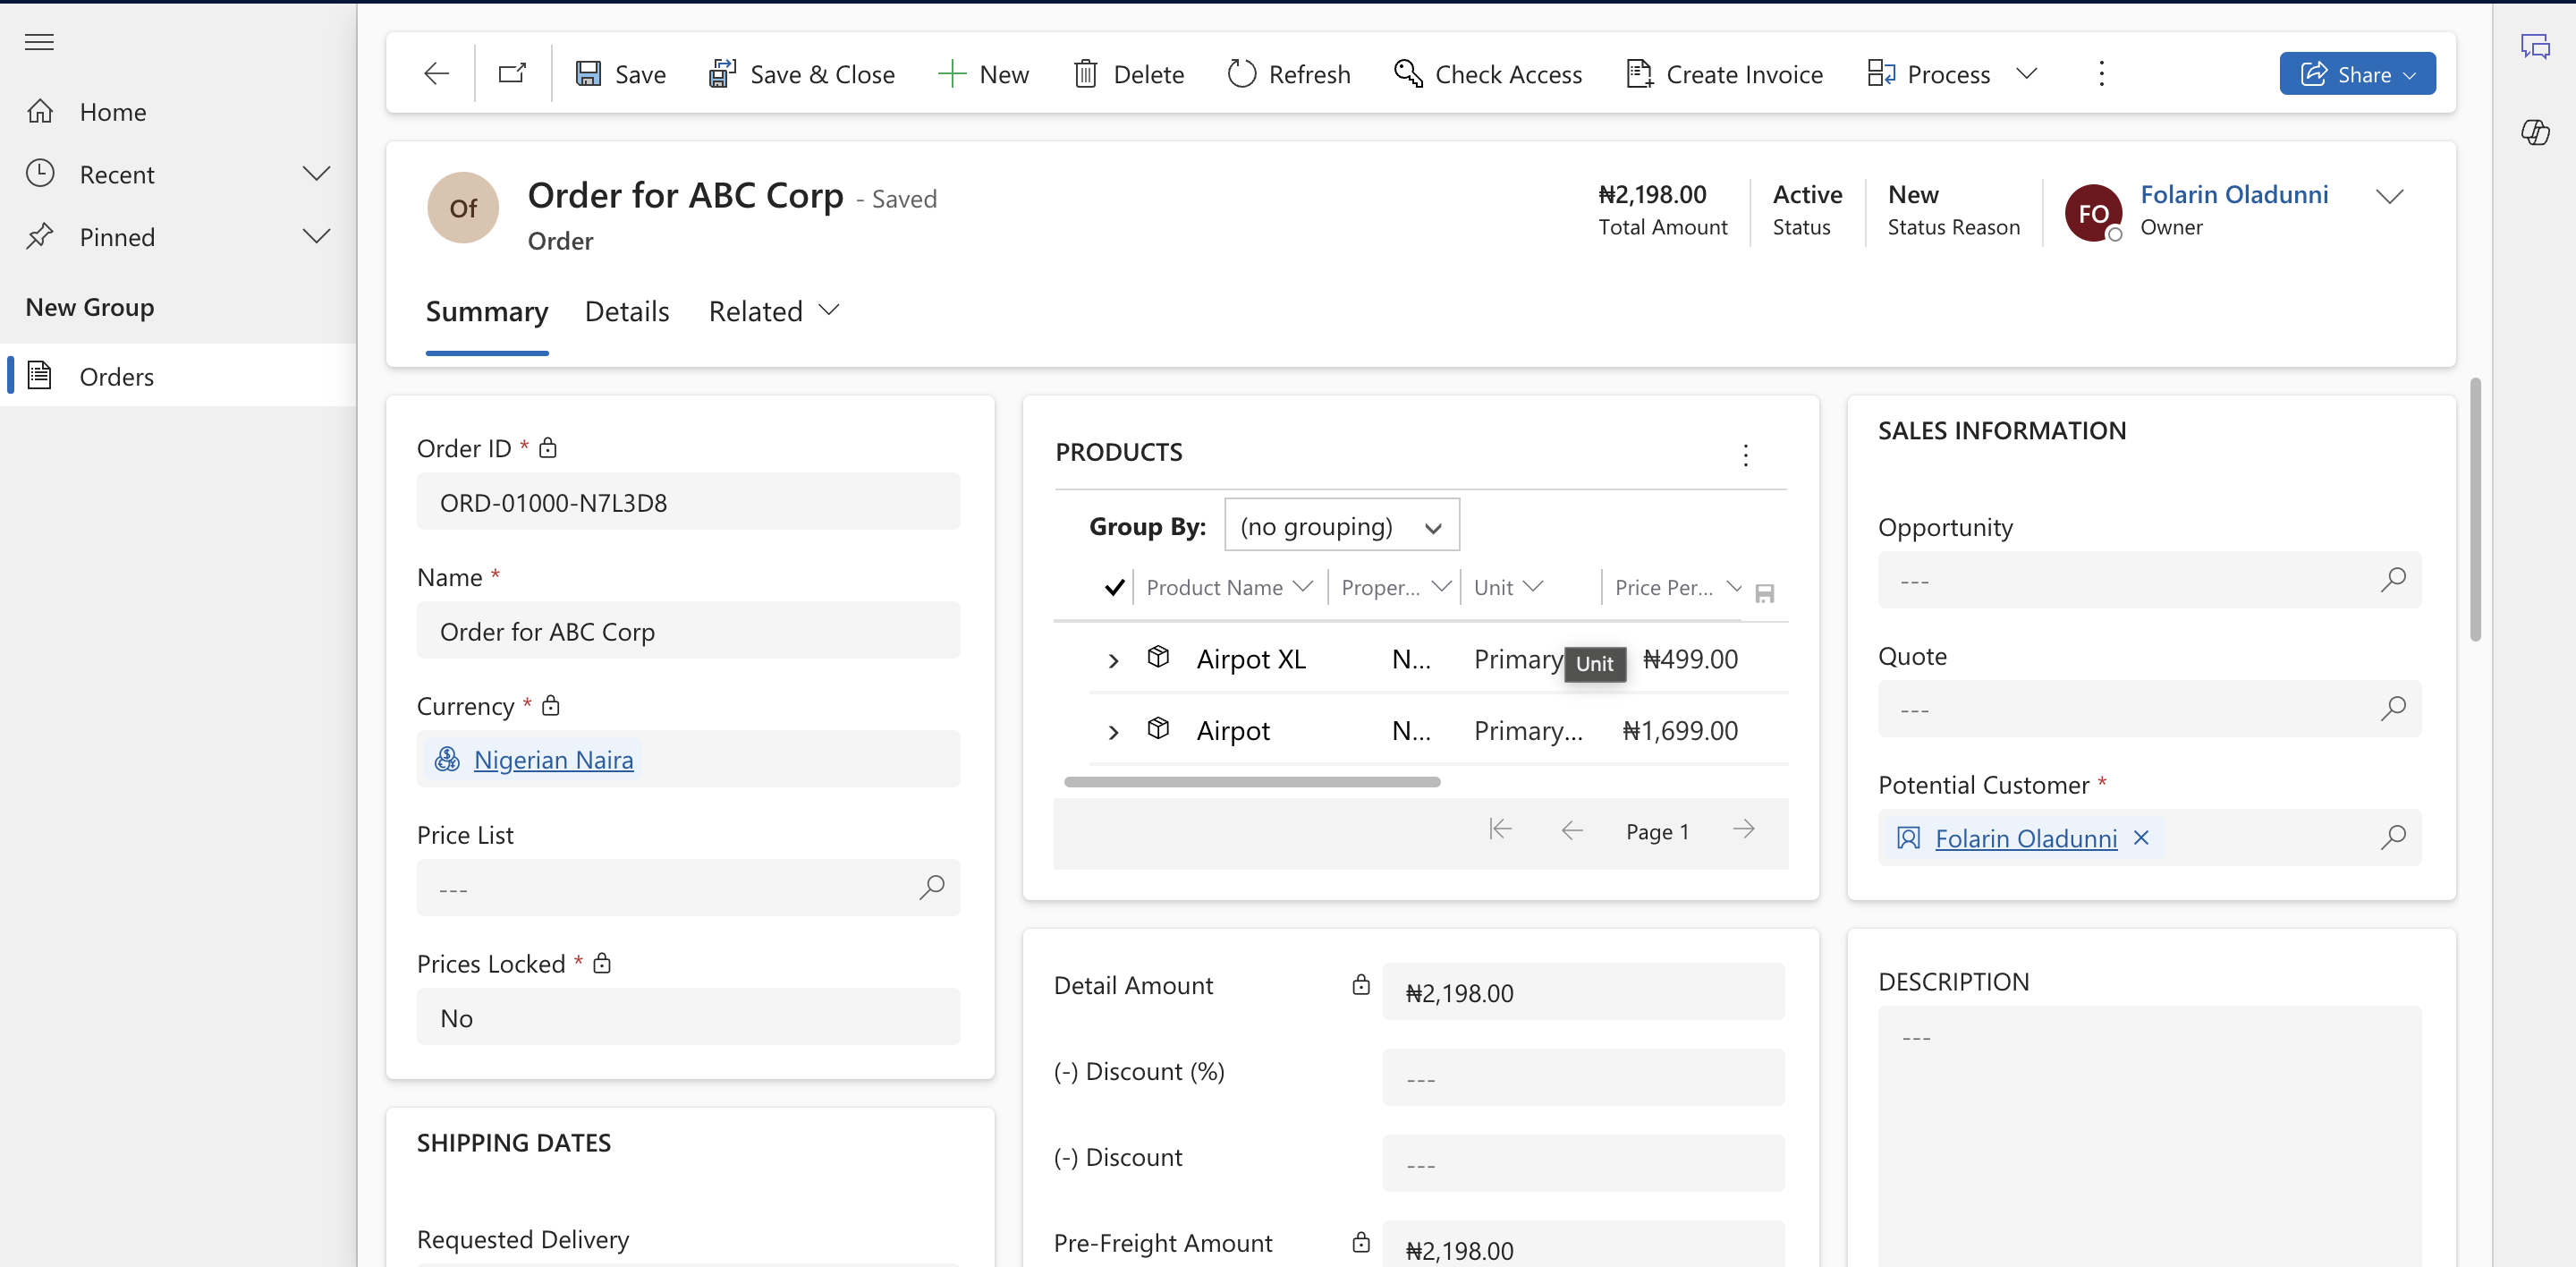 Home
Recent
Pinned
New Group
Orders
Save
Save & Close
New
Delete
Refresh
Check Access
Create Invoice
Process
Share
Of
Order for ABC Corp - Saved
Order
₦2,198.00
Total Amount
Active
Status
New
Status Reason
FO
Folarin Oladunni
Owner
Summary
Details
Related
Order ID *
ORD-01000-N7L3D8
Name *
Order for ABC Corp
Currency *
Nigerian Naira
Price List
---
Prices Locked *
No
SHIPPING DATES
Requested Delivery
PRODUCTS
Group By: (no grouping)
Product Name Proper... Unit Price Per...
Airpot XL N... Primary Unit ₦499.00
Airpot N... Primary... ₦1,699.00
Page 1
Detail Amount ₦2,198.00
(-) Discount (%) ---
(-) Discount ---
Pre-Freight Amount ₦2,198.00
SALES INFORMATION
Opportunity
---
Quote
---
Potential Customer *
Folarin Oladunni
DESCRIPTION
---